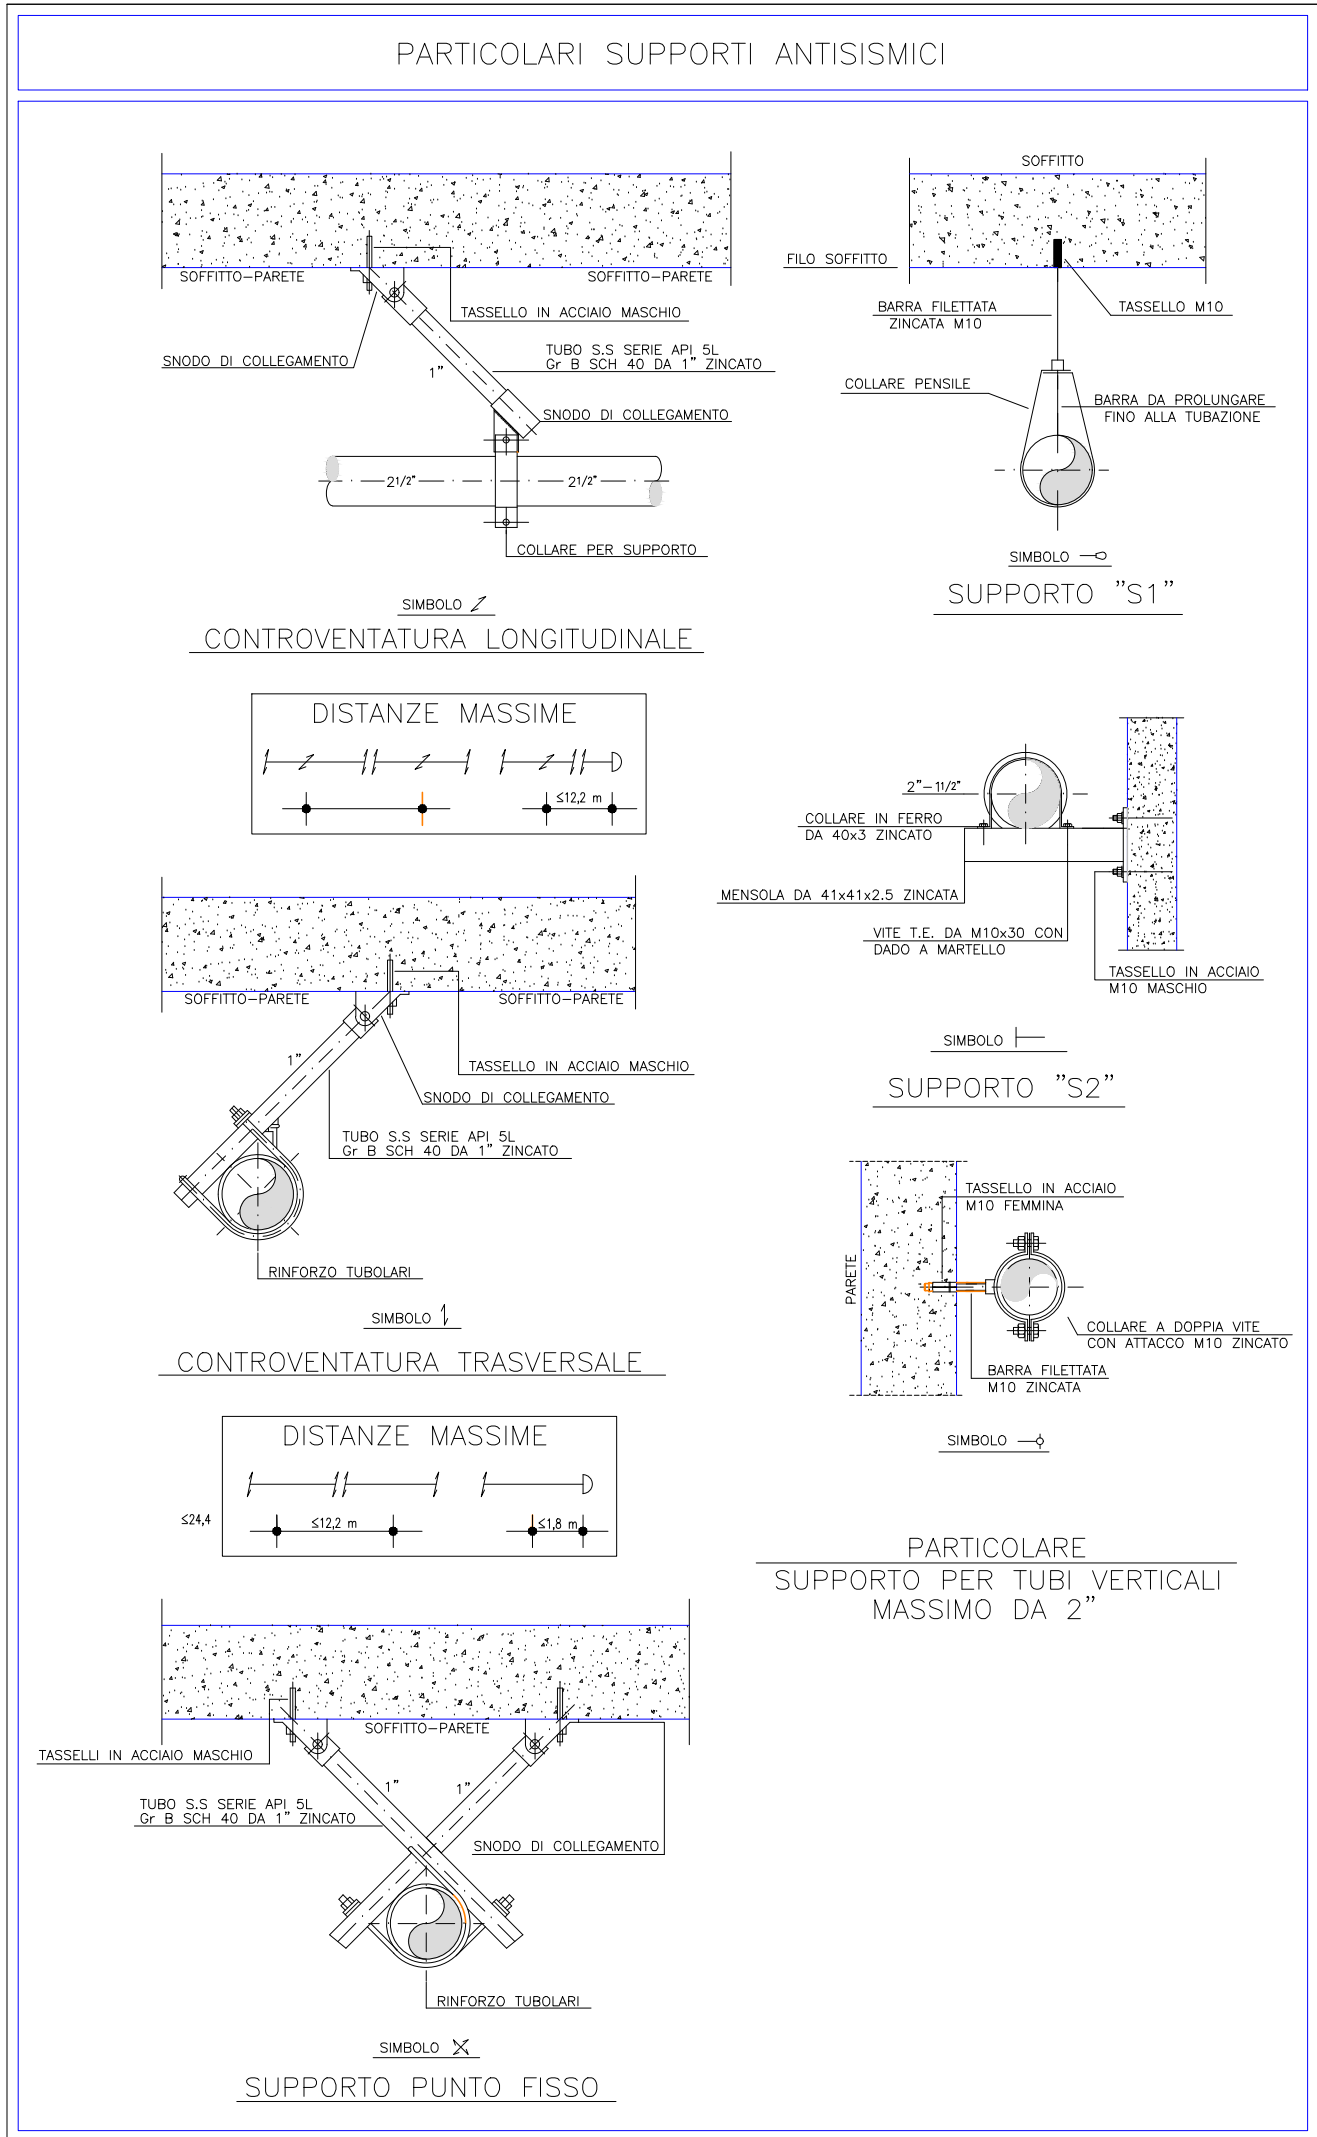 PARTICOLARI SUPPORTI ANTISISMICI
SOFFITTO-PARETE
SOFFITTO-PARETE
TASSELLO IN ACCIAIO MASCHIO
SNODO DI COLLEGAMENTO
TUBO S.S SERIE API 5L
Gr B SCH 40 DA 1" ZINCATO
1"
SNODO DI COLLEGAMENTO
21/2"
21/2"
COLLARE PER SUPPORTO
SIMBOLO
CONTROVENTATURA LONGITUDINALE
DISTANZE MASSIME
≤12,2 m
SOFFITTO-PARETE
SOFFITTO-PARETE
1"
TASSELLO IN ACCIAIO MASCHIO
SNODO DI COLLEGAMENTO
TUBO S.S SERIE API 5L
Gr B SCH 40 DA 1" ZINCATO
RINFORZO TUBOLARI
SIMBOLO
CONTROVENTATURA TRASVERSALE
DISTANZE MASSIME
≤24,4
≤12,2 m
≤1,8 m
SOFFITTO-PARETE
TASSELLI IN ACCIAIO MASCHIO
1"
1"
TUBO S.S SERIE API 5L
Gr B SCH 40 DA 1" ZINCATO
SNODO DI COLLEGAMENTO
RINFORZO TUBOLARI
SIMBOLO
SUPPORTO PUNTO FISSO
SOFFITTO
FILO SOFFITTO
BARRA FILETTATA
ZINCATA M10
TASSELLO M10
COLLARE PENSILE
BARRA DA PROLUNGARE
FINO ALLA TUBAZIONE
SIMBOLO
SUPPORTO "S1"
2"-11/2"
COLLARE IN FERRO
DA 40x3 ZINCATO
MENSOLA DA 41x41x2.5 ZINCATA
VITE T.E. DA M10x30 CON
DADO A MARTELLO
TASSELLO IN ACCIAIO
M10 MASCHIO
SIMBOLO
SUPPORTO "S2"
TASSELLO IN ACCIAIO
M10 FEMMINA
PARETE
COLLARE A DOPPIA VITE
CON ATTACCO M10 ZINCATO
BARRA FILETTATA
M10 ZINCATA
SIMBOLO
PARTICOLARE
SUPPORTO PER TUBI VERTICALI
MASSIMO DA 2"